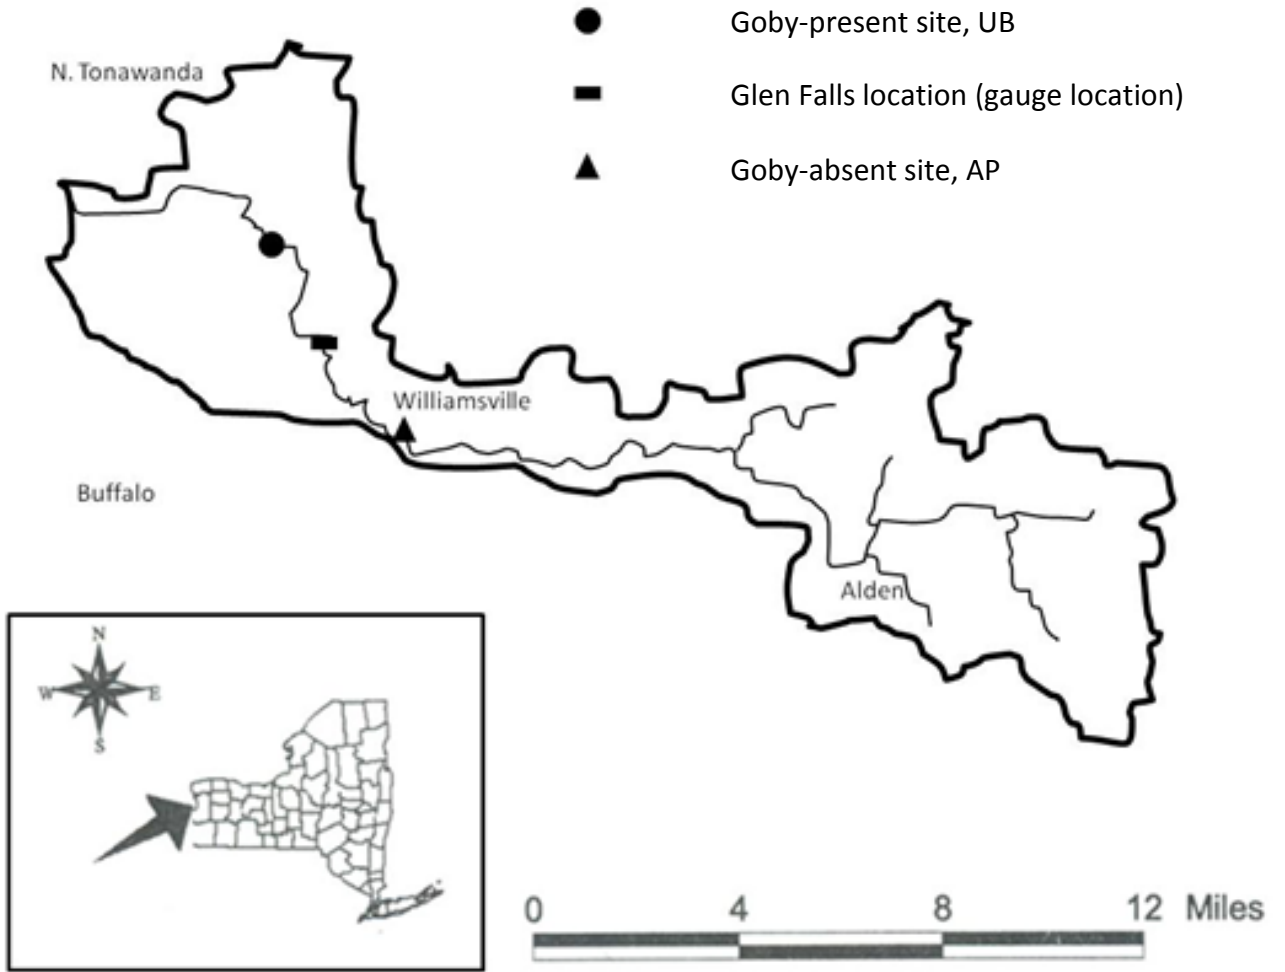 Goby-present site, UB
N. Tonawanda
Glen Falls location (gauge location)
Goby-absent site, AP
Williamsville
Buffalo
Alden
N
W E
S
0 4 8 12 Miles